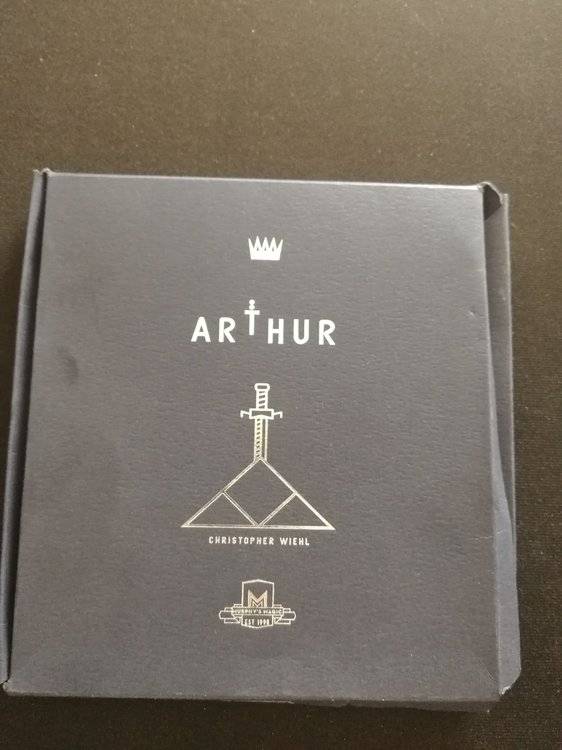 ARTHUR
CHRISTOPHER WIEHL
M
MURPHY'S MAGIC
EST 1998